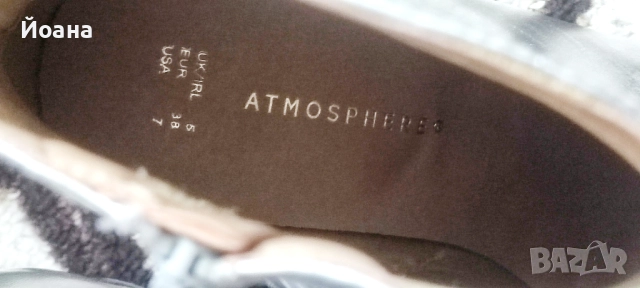 Йоана
UK/IRL 5
EUR 38
USA 7
ATMOSPHERE
BAZAR